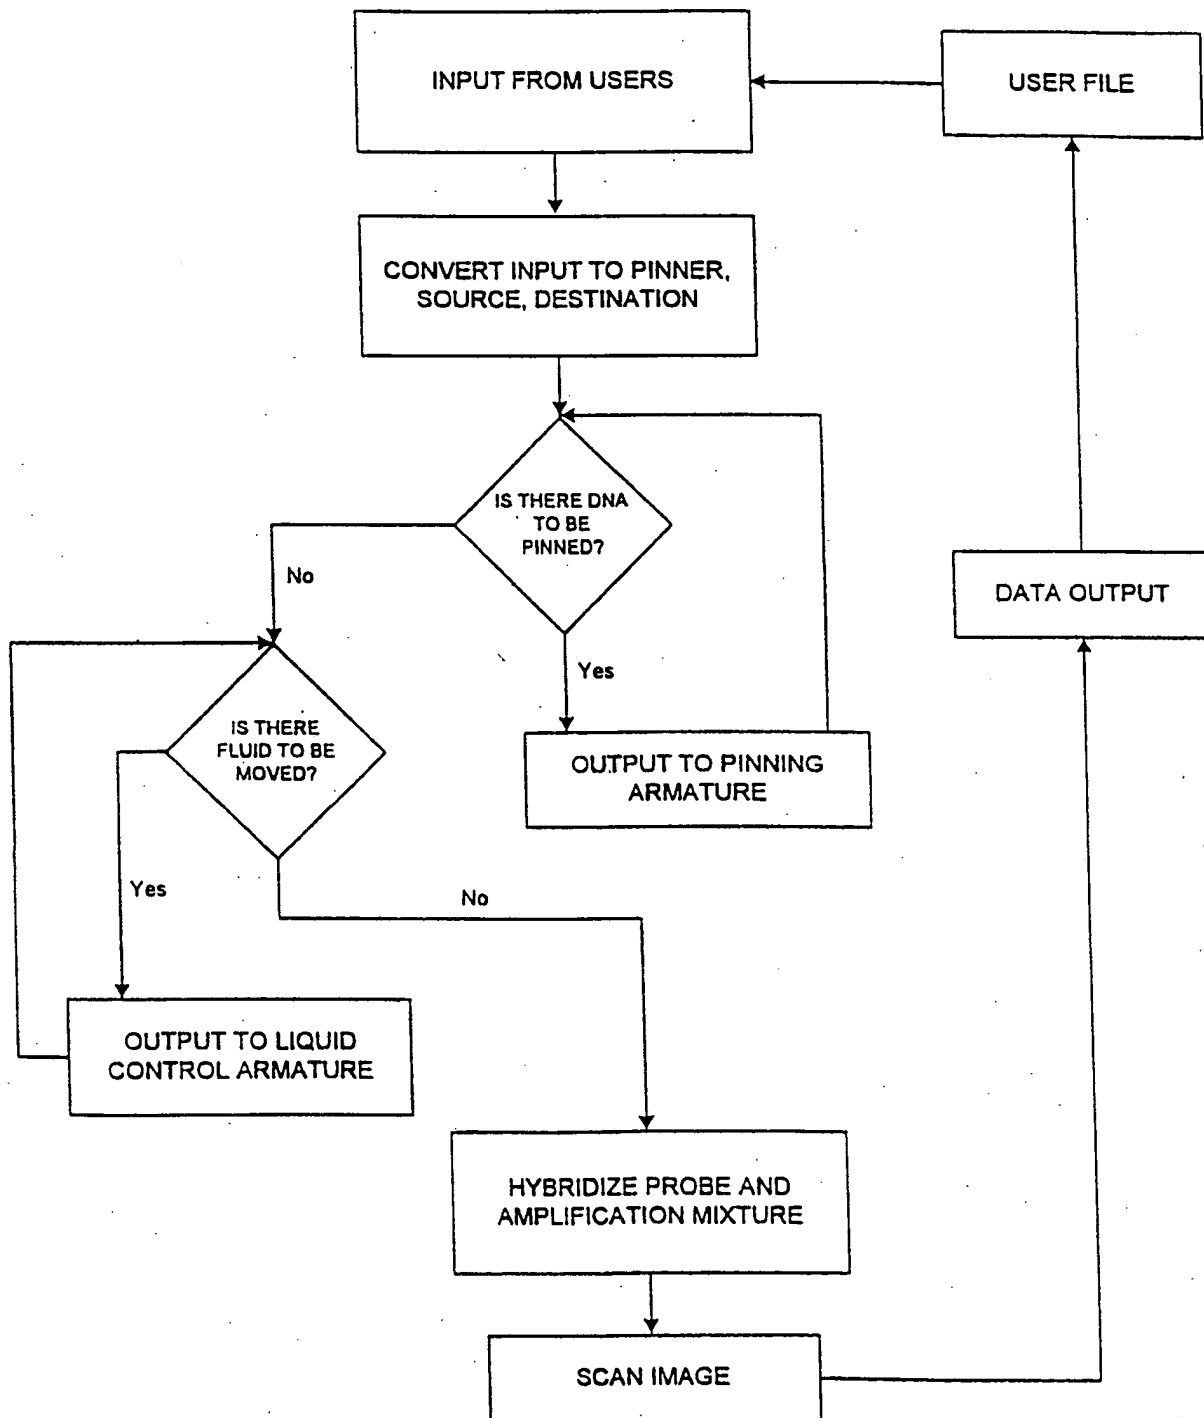 INPUT FROM USERS
USER FILE
CONVERT INPUT TO PINNER,
SOURCE, DESTINATION
IS THERE DNA
TO BE
PINNED?
No
Yes
DATA OUTPUT
IS THERE
FLUID TO BE
MOVED?
OUTPUT TO PINNING
ARMATURE
Yes
No
OUTPUT TO LIQUID
CONTROL ARMATURE
HYBRIDIZE PROBE AND
AMPLIFICATION MIXTURE
SCAN IMAGE